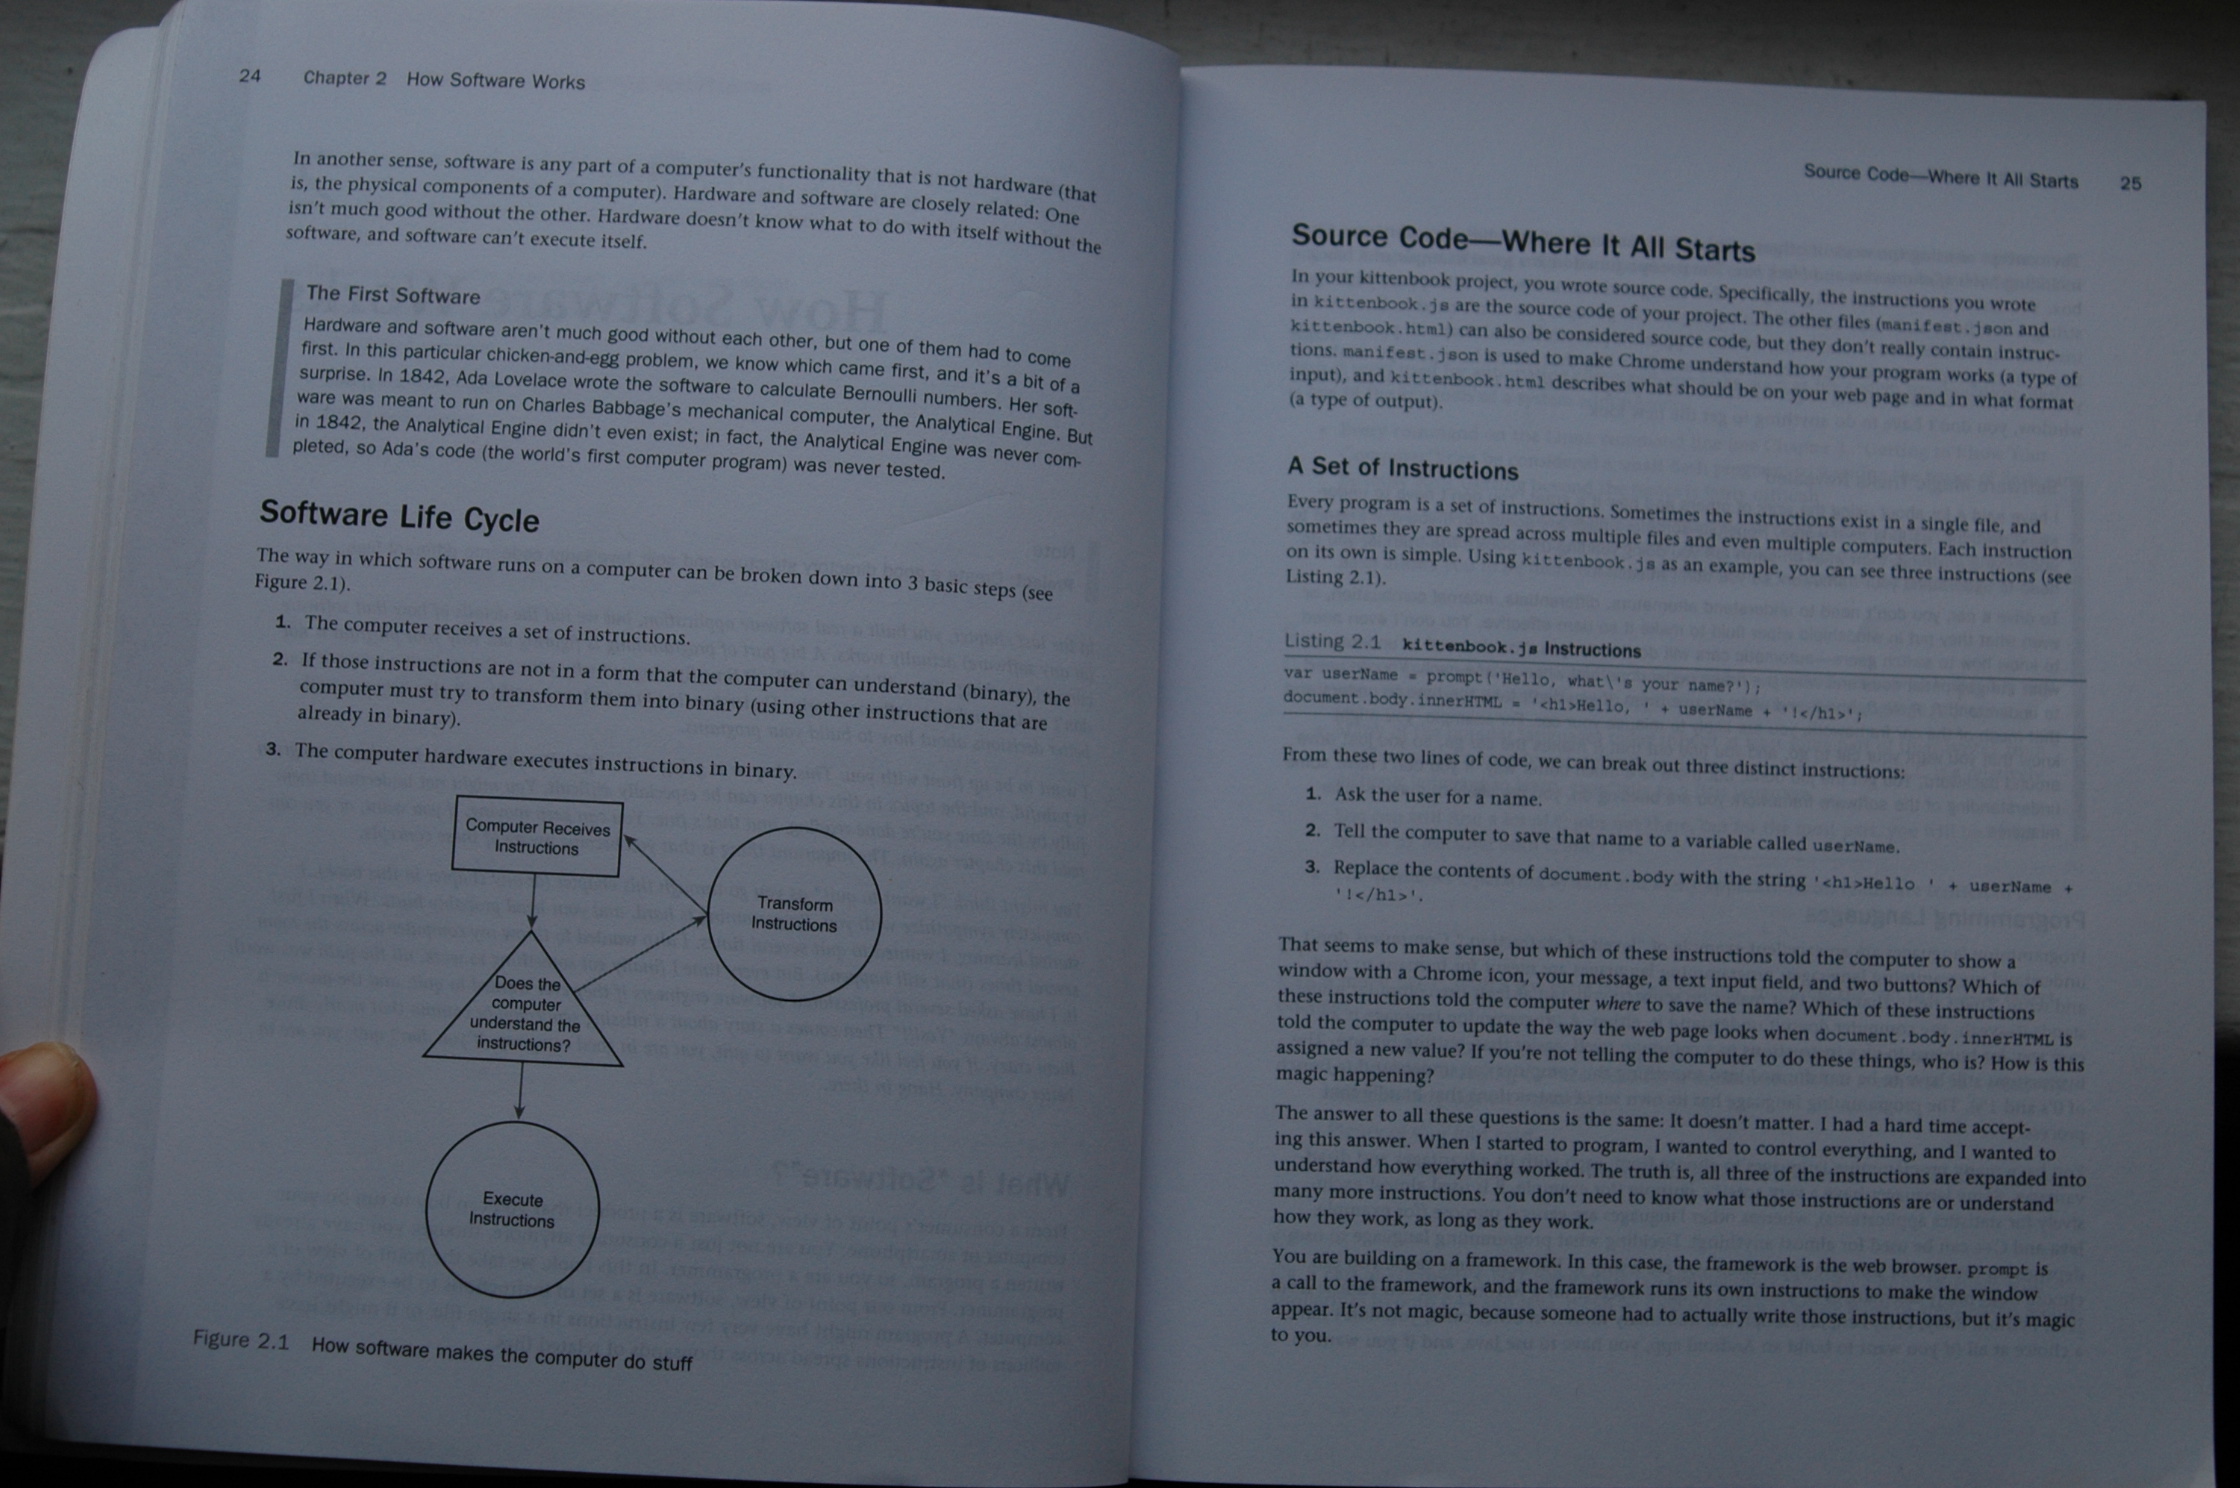 24 Chapter 2 How Software Works
In another sense, software is any part of a computer's functionality that is not hardware (that
is, the physical components of a computer). Hardware and software are closely related: One
isn't much good without the other. Hardware doesn't know what to do with itself without the
software, and software can't execute itself.
The First Software
Hardware and software aren't much good without each other, but one of them had to come
first. In this particular chicken-and-egg problem, we know which came first, and it's a bit of a
surprise. In 1842, Ada Lovelace wrote the software to calculate Bernoulli numbers. Her soft-
ware was meant to run on Charles Babbage's mechanical computer, the Analytical Engine. But
in 1842, the Analytical Engine didn't even exist; in fact, the Analytical Engine was never com-
pleted, so Ada's code (the world's first computer program) was never tested.
Software Life Cycle
The way in which software runs on a computer can be broken down into 3 basic steps (see
Figure 2.1).
1. The computer receives a set of instructions.
2. If those instructions are not in a form that the computer can understand (binary), the
computer must try to transform them into binary (using other instructions that are
already in binary).
3. The computer hardware executes instructions in binary.
Computer Receives
Instructions
Transform
Instructions
Does the
computer
understand the
instructions?
Execute
Instructions
Figure 2.1 How software makes the computer do stuff
Source Code—Where It All Starts 25
Source Code—Where It All Starts
In your kittenbook project, you wrote source code. Specifically, the instructions you wrote
in kittenbook.js are the source code of your project. The other files (manifest.json and
kittenbook.html) can also be considered source code, but they don't really contain instruc-
tions. manifest.json is used to make Chrome understand how your program works (a type of
input), and kittenbook.html describes what should be on your web page and in what format
(a type of output).
A Set of Instructions
Every program is a set of instructions. Sometimes the instructions exist in a single file, and
sometimes they are spread across multiple files and even multiple computers. Each instruction
on its own is simple. Using kittenbook.js as an example, you can see three instructions (see
Listing 2.1).
Listing 2.1 kittenbook.js Instructions
var userName = prompt('Hello, what\'s your name?');
document.body.innerHTML = '<h1>Hello, ' + userName + '!</h1>';
From these two lines of code, we can break out three distinct instructions:
1. Ask the user for a name.
2. Tell the computer to save that name to a variable called userName.
3. Replace the contents of document.body with the string '<h1>Hello ' + userName +
'!</h1>'.
That seems to make sense, but which of these instructions told the computer to show a
window with a Chrome icon, your message, a text input field, and two buttons? Which of
these instructions told the computer where to save the name? Which of these instructions
told the computer to update the way the web page looks when document.body.innerHTML is
assigned a new value? If you're not telling the computer to do these things, who is? How is this
magic happening?
The answer to all these questions is the same: It doesn't matter. I had a hard time accept-
ing this answer. When I started to program, I wanted to control everything, and I wanted to
understand how everything worked. The truth is, all three of the instructions are expanded into
many more instructions. You don't need to know what those instructions are or understand
how they work, as long as they work.
You are building on a framework. In this case, the framework is the web browser. prompt is
a call to the framework, and the framework runs its own instructions to make the window
appear. It's not magic, because someone had to actually write those instructions, but it's magic
to you.